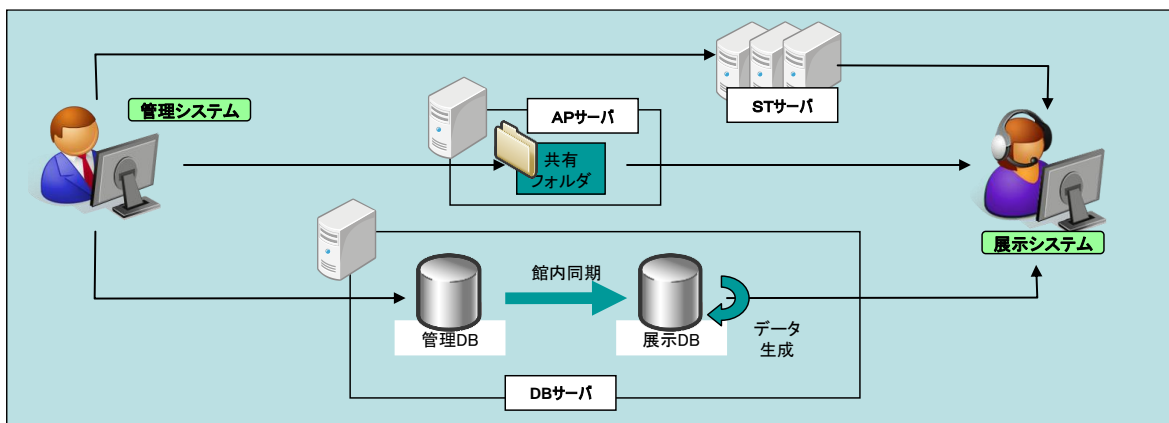 管理システム
STサーバ
APサーバ
共有
フォルダ
展示システム
館内同期
管理DB
展示DB
データ
生成
DBサーバ